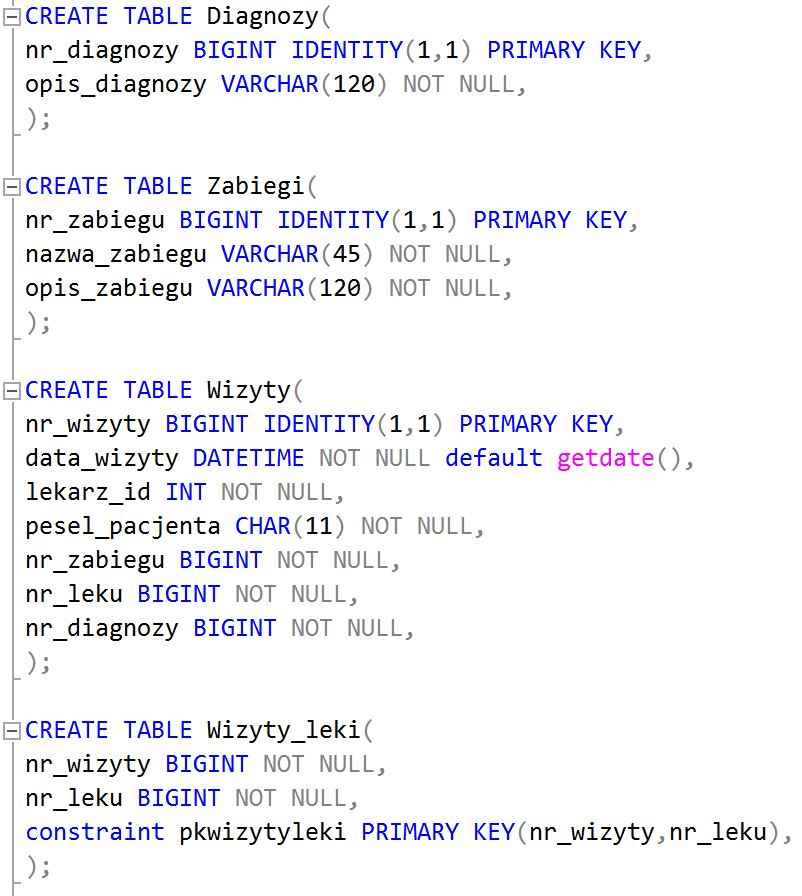 CREATE TABLE Diagnozy(
nr_diagnozy BIGINT IDENTITY(1,1) PRIMARY KEY,
opis_diagnozy VARCHAR(120) NOT NULL,
);
CREATE TABLE Zabiegi(
nr_zabiegu BIGINT IDENTITY(1,1) PRIMARY KEY,
nazwa_zabiegu VARCHAR(45) NOT NULL,
opis_zabiegu VARCHAR(120) NOT NULL,
);
CREATE TABLE Wizyty(
nr_wizyty BIGINT IDENTITY(1,1) PRIMARY KEY,
data_wizyty DATETIME NOT NULL default getdate(),
lekarz_id INT NOT NULL,
pesel_pacjenta CHAR(11) NOT NULL,
nr_zabiegu BIGINT NOT NULL,
nr_leku BIGINT NOT NULL,
nr_diagnozy BIGINT NOT NULL,
);
CREATE TABLE Wizyty_leki(
nr_wizyty BIGINT NOT NULL,
nr_leku BIGINT NOT NULL,
constraint pkwizytyleki PRIMARY KEY(nr_wizyty,nr_leku),
);